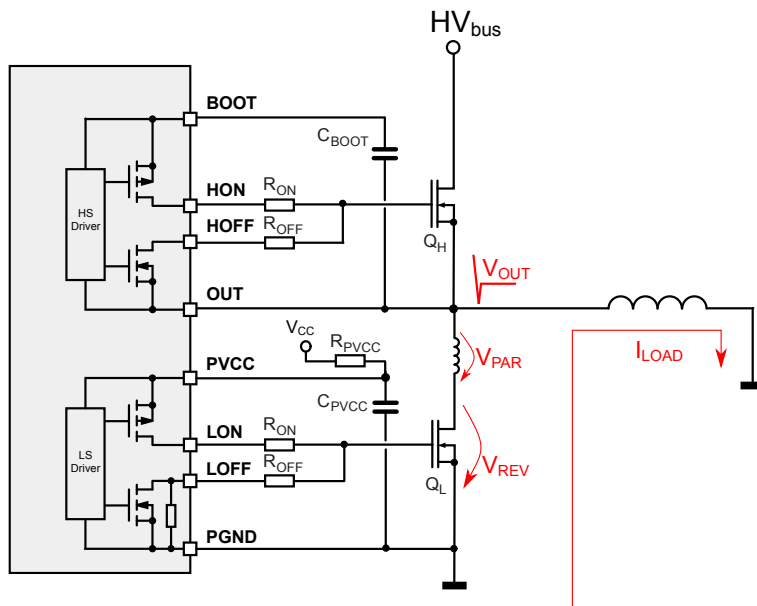 HVbus
BOOT
CBOOT
HON
RON
HS
Driver
HOFF
ROFF
QH
VOUT
OUT
VCC
RPVCC
PVCC
VPAR
ILOAD
CPVCC
LON
RON
LS
Driver
LOFF
ROFF
VREV
QL
PGND